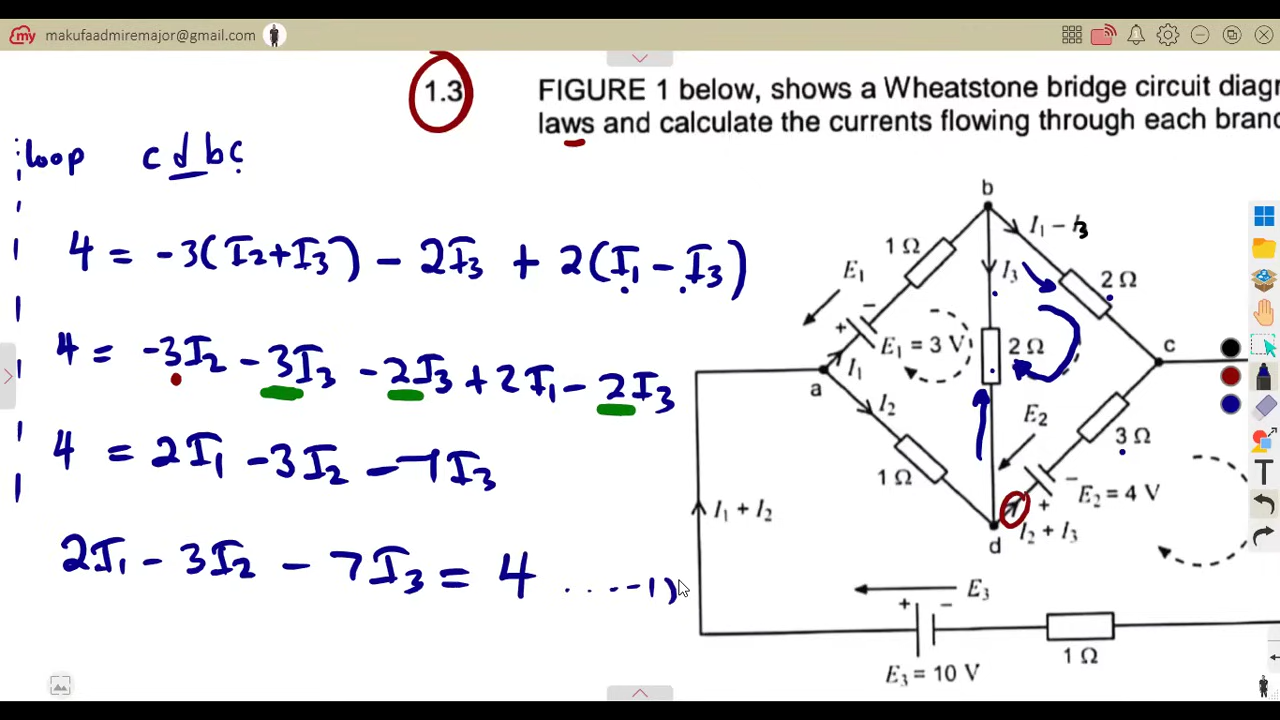 my makufaadmiremajor@gmail.com
1.3 FIGURE 1 below, shows a Wheatstone bridge circuit diagr
laws and calculate the currents flowing through each branc
loop c d b c
4 = -3(I2+I3) - 2I3 + 2(I1 - I3)
4 = -3I2 - 3I3 - 2I3 + 2I1 - 2I3
4 = 2I1 - 3I2 - 7I3
2I1 - 3I2 - 7I3 = 4 .....1)
b
I1 - I3
1 Ω
E1
I3
2 Ω
- +
E1 = 3 V
2 Ω
c
a
I1
I2
E2
3 Ω
1 Ω
-
E2 = 4 V
+
I1 + I2
I2 + I3
d
E3
+ -
1 Ω
E3 = 10 V
T